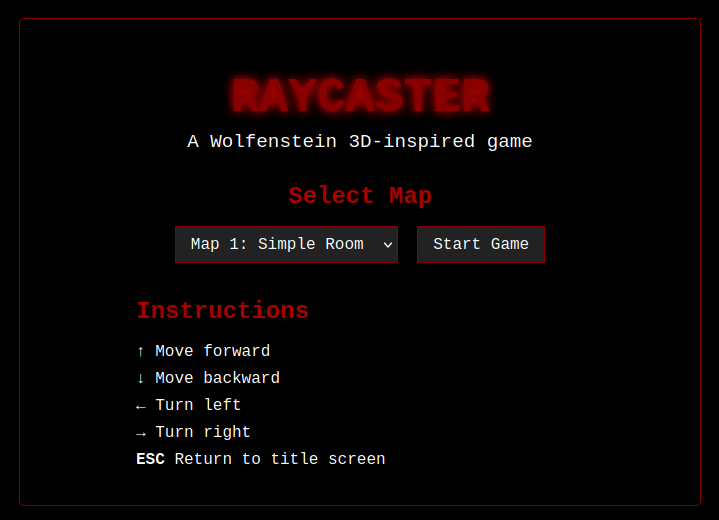 RAYCASTER
A Wolfenstein 3D-inspired game
Select Map
Map 1: Simple Room
Start Game
Instructions
↑ Move forward
↓ Move backward
← Turn left
→ Turn right
ESC Return to title screen